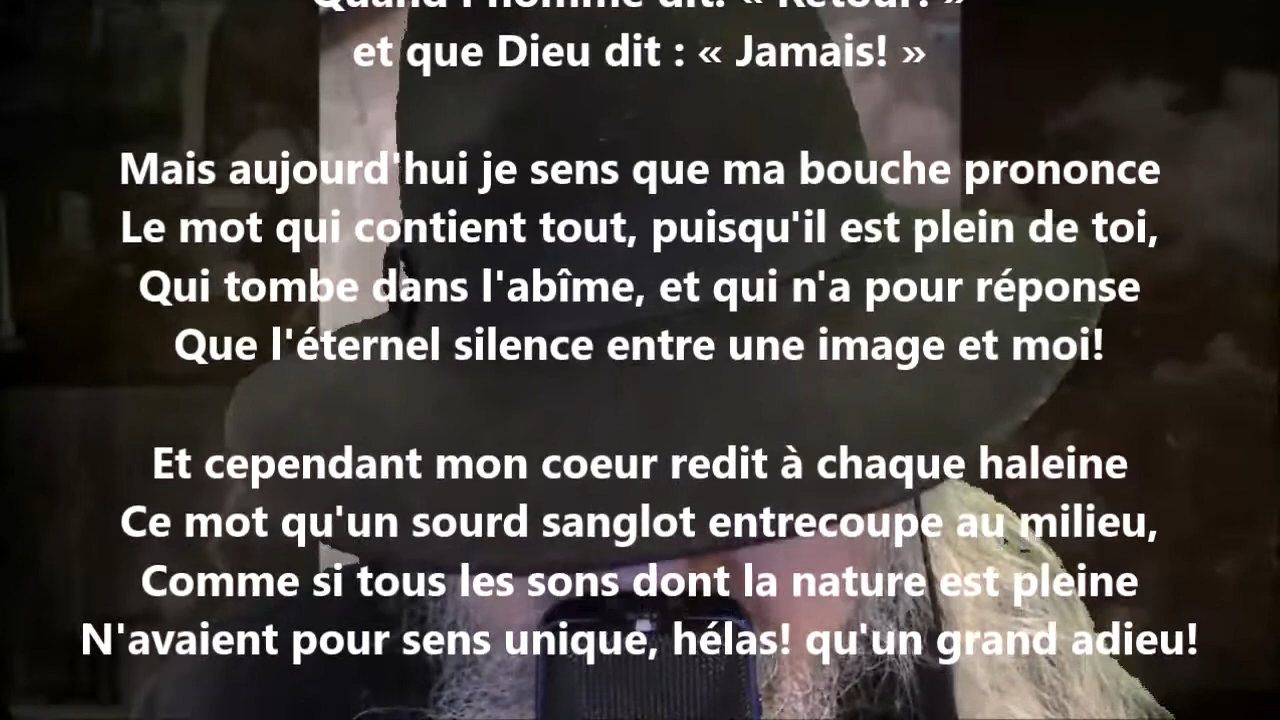 Quand l'homme dit: « Retour! »
et que Dieu dit : « Jamais! »
Mais aujourd'hui je sens que ma bouche prononce
Le mot qui contient tout, puisqu'il est plein de toi,
Qui tombe dans l'abîme, et qui n'a pour réponse
Que l'éternel silence entre une image et moi!
Et cependant mon coeur redit à chaque haleine
Ce mot qu'un sourd sanglot entrecoupe au milieu,
Comme si tous les sons dont la nature est pleine
N'avaient pour sens unique, hélas! qu'un grand adieu!